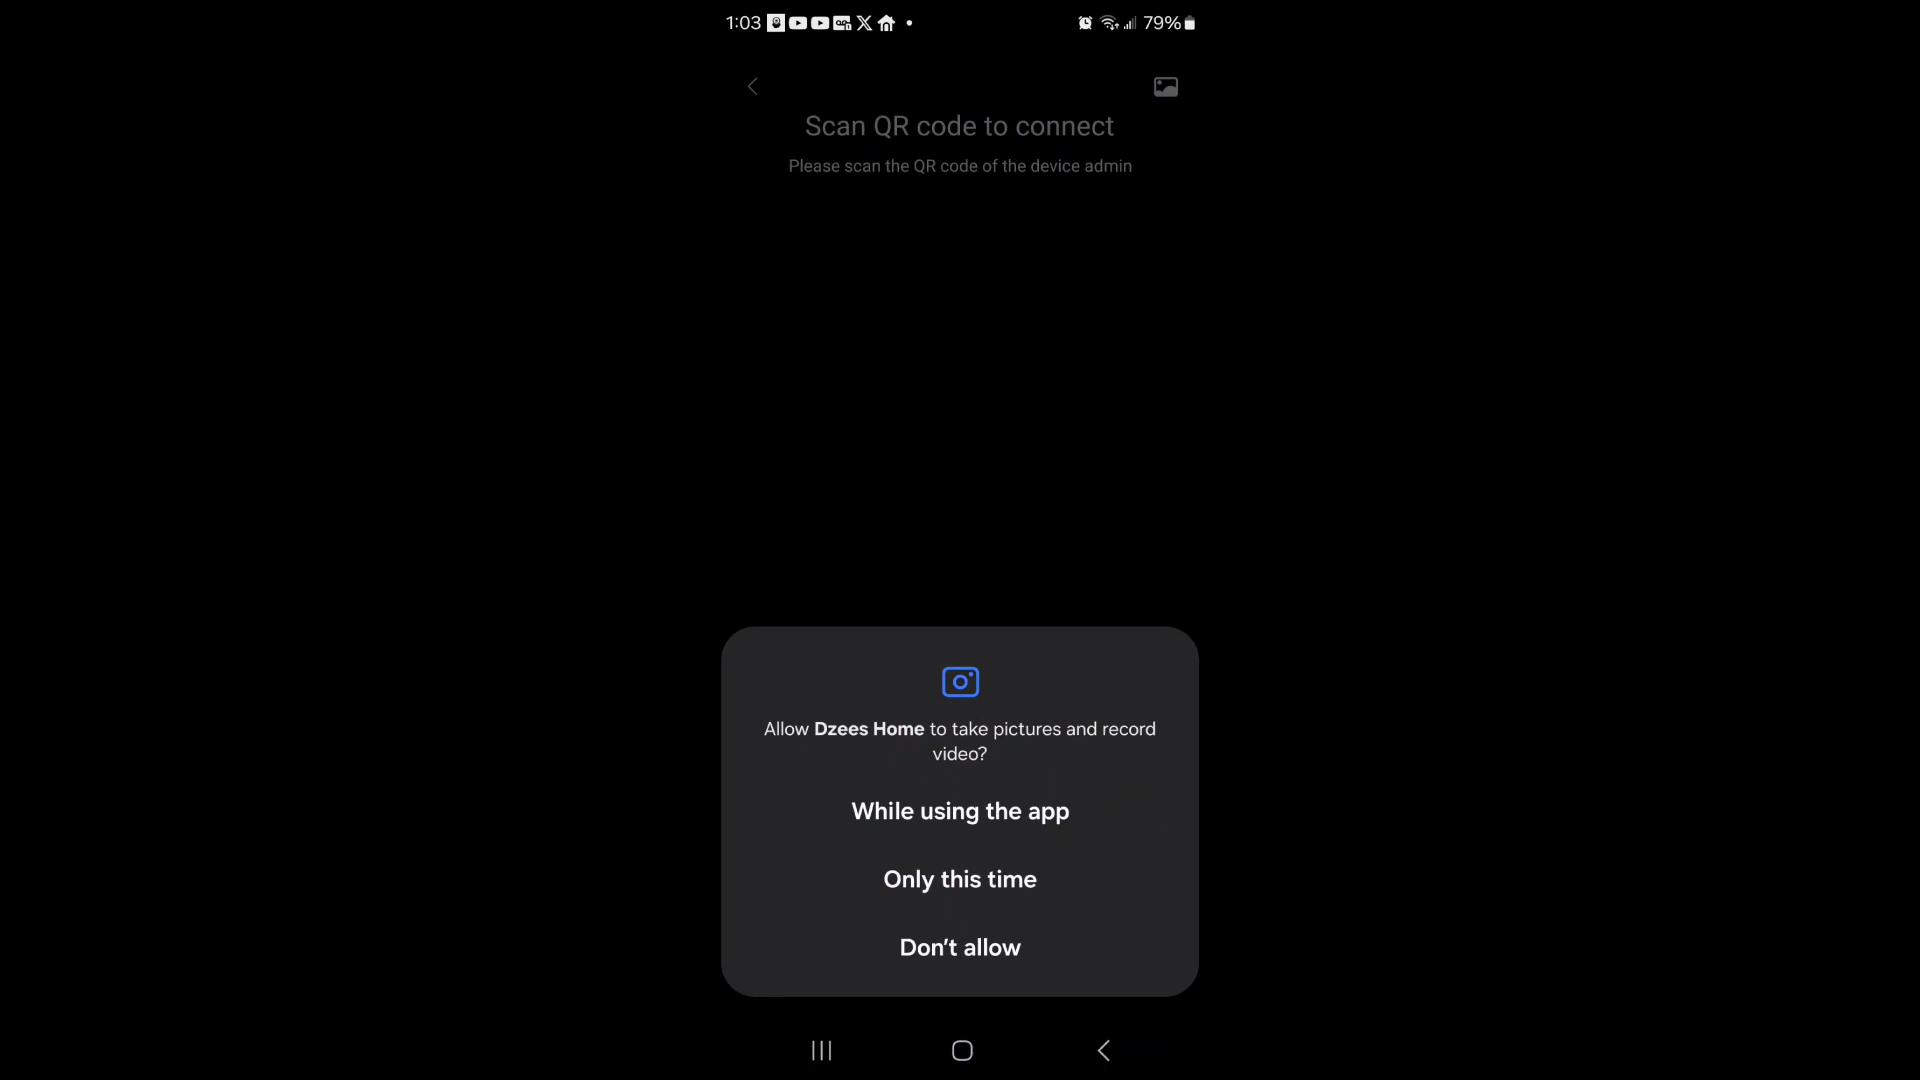 1:03
79%
Scan QR code to connect
Please scan the QR code of the device admin
Allow Dzees Home to take pictures and record
video?
While using the app
Only this time
Don't allow